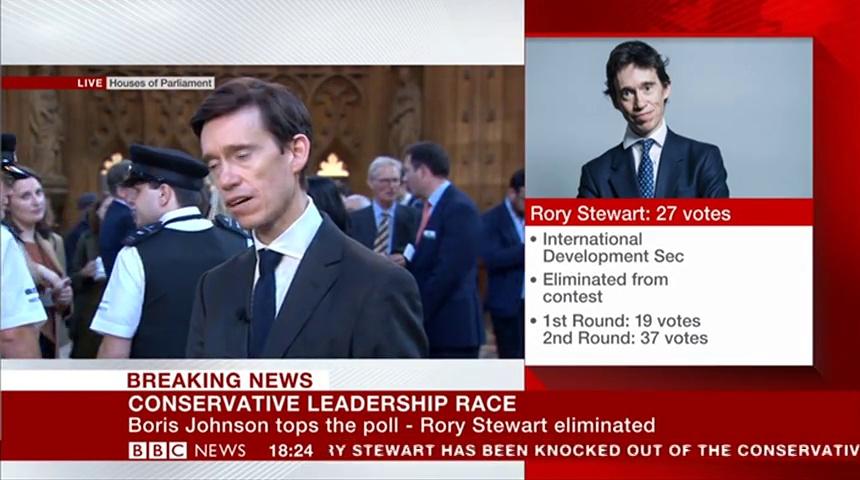 LIVE Houses of Parliament
Rory Stewart: 27 votes
• International
Development Sec
• Eliminated from
contest
• 1st Round: 19 votes
2nd Round: 37 votes
BREAKING NEWS
CONSERVATIVE LEADERSHIP RACE
Boris Johnson tops the poll - Rory Stewart eliminated
BBC NEWS 18:24 RY STEWART HAS BEEN KNOCKED OUT OF THE CONSERVATIV